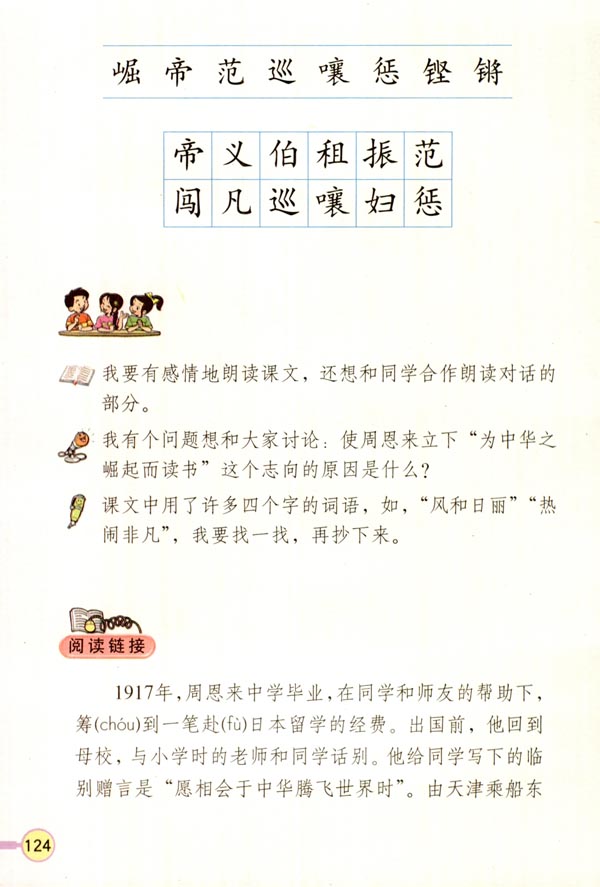 崛 帝 范 巡 嚷 惩 铿 锵
帝 义 伯 租 振 范
闯 凡 巡 嚷 妇 惩
我要有感情地朗读课文，还想和同学合作朗读对话的
部分。
我有个问题想和大家讨论：使周恩来立下“为中华之
崛起而读书”这个志向的原因是什么？
课文中用了许多四个字的词语，如，“风和日丽”“热
闹非凡”，我要找一找，再抄下来。
阅读链接
1917年，周恩来中学毕业，在同学和师友的帮助下，
筹(chóu)到一笔赴(fù)日本留学的经费。出国前，他回到
母校，与小学时的老师和同学话别。他给同学写下的临
别赠言是“愿相会于中华腾飞世界时”。由天津乘船东
124